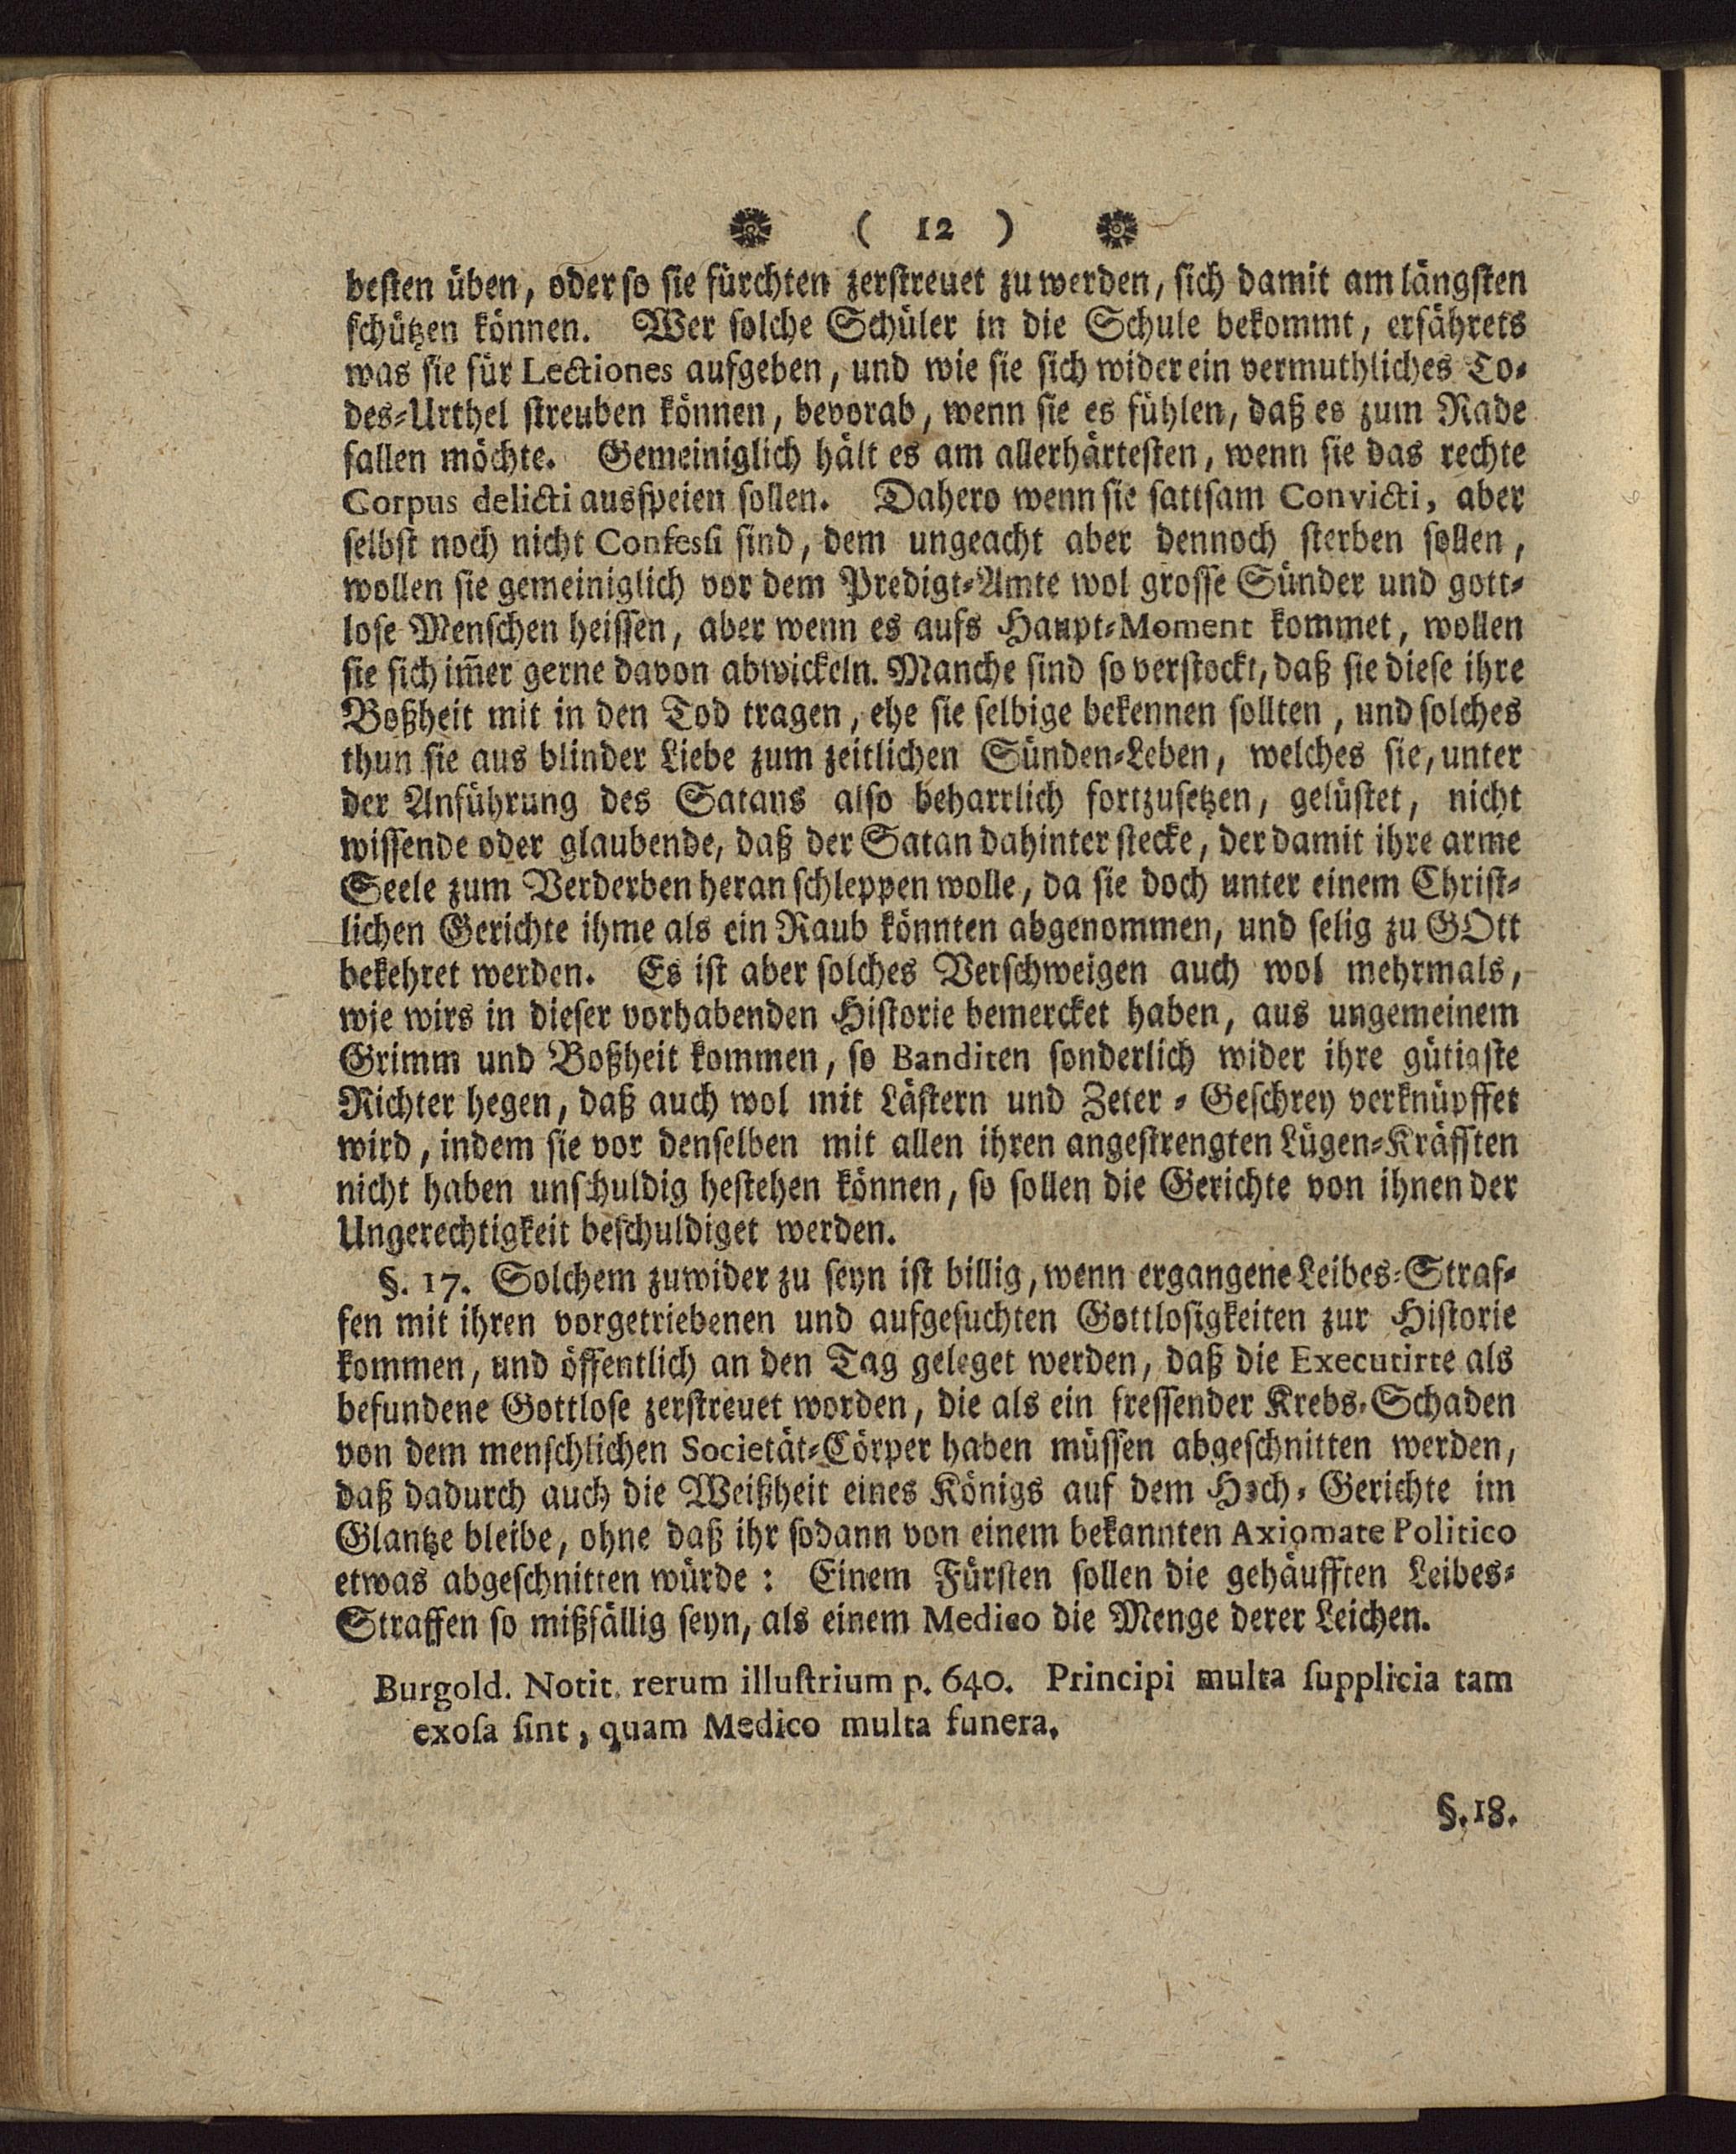 ( 12 )
besten üben, oder so sie fürchten zerstreuet zu werden, sich damit am längsten
schützen können. Wer solche Schüler in die Schule bekommt, erfährets
was sie für Lectiones aufgeben, und wie sie sich wider ein vermuthliches To-
des-Urthel streuben können, bevorab, wenn sie es fühlen, daß es zum Rade
fallen möchte. Gemeiniglich hält es am allerhärtesten, wenn sie das rechte
Corpus delicti ausspeien sollen. Dahero wenn sie sattsam Convicti, aber
selbst noch nicht Confessi sind, dem ungeacht aber dennoch sterben sollen,
wollen sie gemeiniglich vor dem Predigt-Amte wol grosse Sünder und gott-
lose Menschen heissen, aber wenn es aufs Haupt-Moment kommet, wollen
sie sich im̃er gerne davon abwickeln. Manche sind so verstockt, daß sie diese ihre
Boßheit mit in den Tod tragen, ehe sie selbige bekennen sollten, und solches
thun sie aus blinder Liebe zum zeitlichen Sünden-Leben, welches sie, unter
der Anführung des Satans also beharrlich fortzusetzen, gelüstet, nicht
wissende oder glaubende, daß der Satan dahinter stecke, der damit ihre arme
Seele zum Verderben heran schleppen wolle, da sie doch unter einem Christ-
lichen Gerichte ihme als ein Raub könnten abgenommen, und selig zu GOtt
bekehret werden. Es ist aber solches Verschweigen auch wol mehrmals,
wie wirs in dieser vorhabenden Historie bemercket haben, aus ungemeinem
Grimm und Boßheit kommen, so Banditen sonderlich wider ihre gütigste
Richter hegen, daß auch wol mit Lästern und Zeter-Geschrey verknüpffet
wird, indem sie vor denselben mit allen ihren angestrengten Lügen-Kräfften
nicht haben unschuldig bestehen können, so sollen die Gerichte von ihnen der
Ungerechtigkeit beschuldiget werden.
§. 17. Solchem zuwider zu seyn ist billig, wenn ergangene Leibes-Straf-
fen mit ihren vorgetriebenen und aufgesuchten Gottlosigkeiten zur Historie
kommen, und öffentlich an den Tag geleget werden, daß die Executirte als
befundene Gottlose zerstreuet worden, die als ein fressender Krebs-Schaden
von dem menschlichen Societät-Cörper haben müssen abgeschnitten werden,
daß dadurch auch die Weißheit eines Königs auf dem Hoch-Gerichte im
Glantze bleibe, ohne daß ihr sodann von einem bekannten Axiomate Politico
etwas abgeschnitten würde: Einem Fürsten sollen die gehäufften Leibes-
Straffen so mißfällig seyn, als einem Medico die Menge derer Leichen.
Burgold. Notit. rerum illustrium p. 640. Principi multa supplicia tam
exosa sint, quam Medico multa funera.
§. 18.